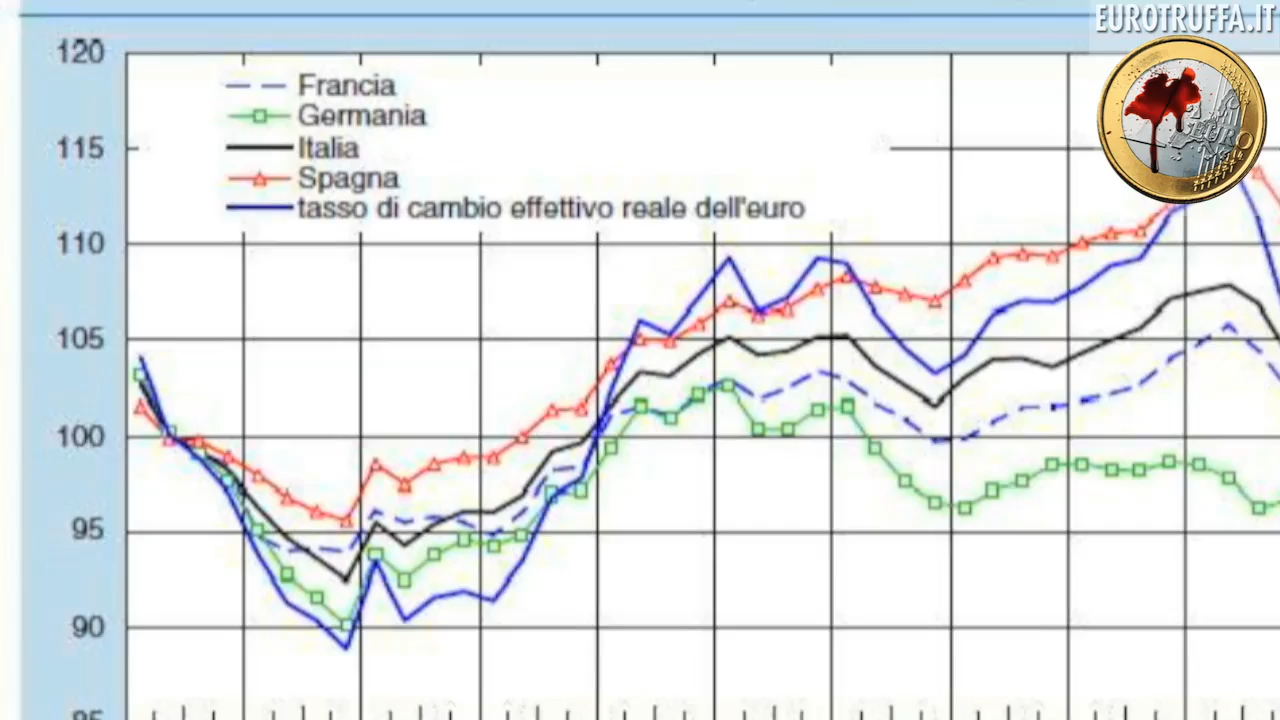 EUROTRUFFA.IT
120
Francia
Germania
115
Italia
Spagna
tasso di cambio effettivo reale dell'euro
110
105
100
95
90
EURO